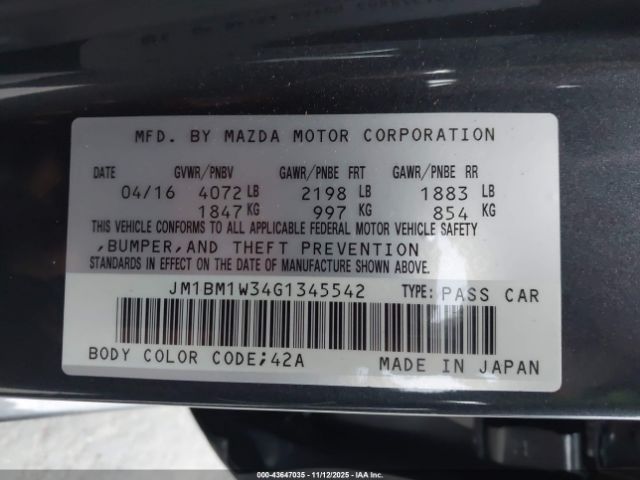 MFD. BY MAZDA MOTOR CORPORATION
DATE GVWR/PNBV GAWR/PNBE FRT GAWR/PNBE RR
04/16 4072 LB 2198 LB 1883 LB
1847 KG 997 KG 854 KG
THIS VEHICLE CONFORMS TO ALL APPLICABLE FEDERAL MOTOR VEHICLE SAFETY
,BUMPER,AND THEFT PREVENTION
STANDARDS IN EFFECT ON THE DATE OF MANUFACTURE SHOWN ABOVE.
JM1BM1W34G1345542 TYPE: PASS CAR
BODY COLOR CODE;42A MADE IN JAPAN
000-43647035 - 11/12/2025 - IAAI.com